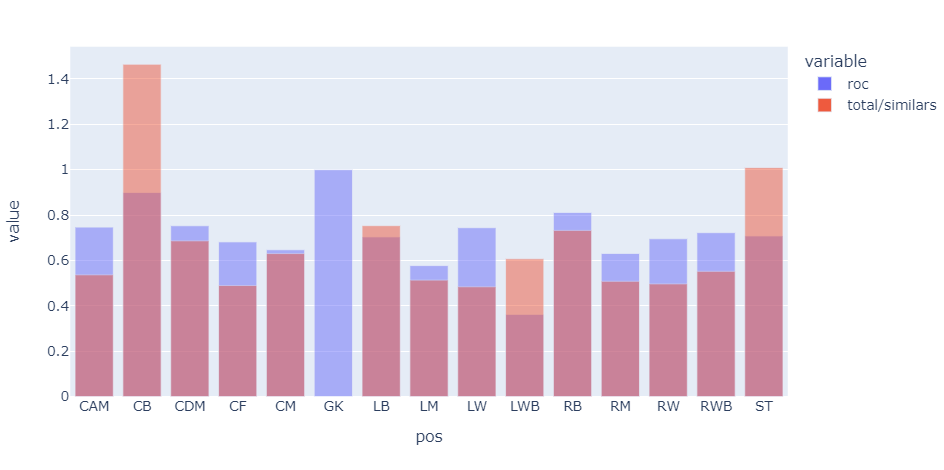 variable
roc
total/similars
value
1.4
1.2
1
0.8
0.6
0.4
0.2
0
CAM CB CDM CF CM GK LB LM LW LWB RB RM RW RWB ST
pos